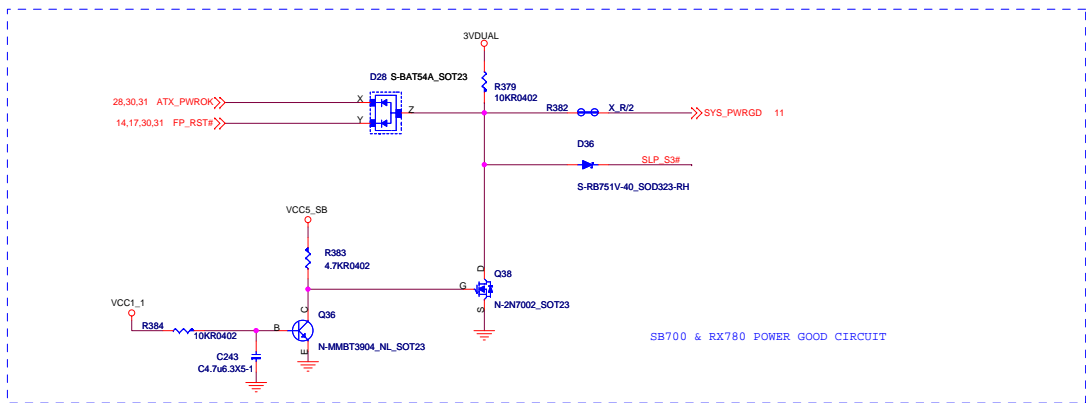 3VDUAL
D28 S-BAT54A_SOT23
R379
10KR0402
28,30,31 ATX_PWROK
X
Z
R382
X_R/2
SYS_PWRGD 11
14,17,30,31 FP_RST#
Y
D36
SLP_S3#
S-RB751V-40_SOD323-RH
VCC5_SB
R383
4.7KR0402
D
Q38
G
N-2N7002_SOT23
S
VCC1_1
R384
10KR0402
B
C
Q36
E
N-MMBT3904_NL_SOT23
C243
C4.7u6.3X5-1
SB700 & RX780 POWER GOOD CIRCUIT